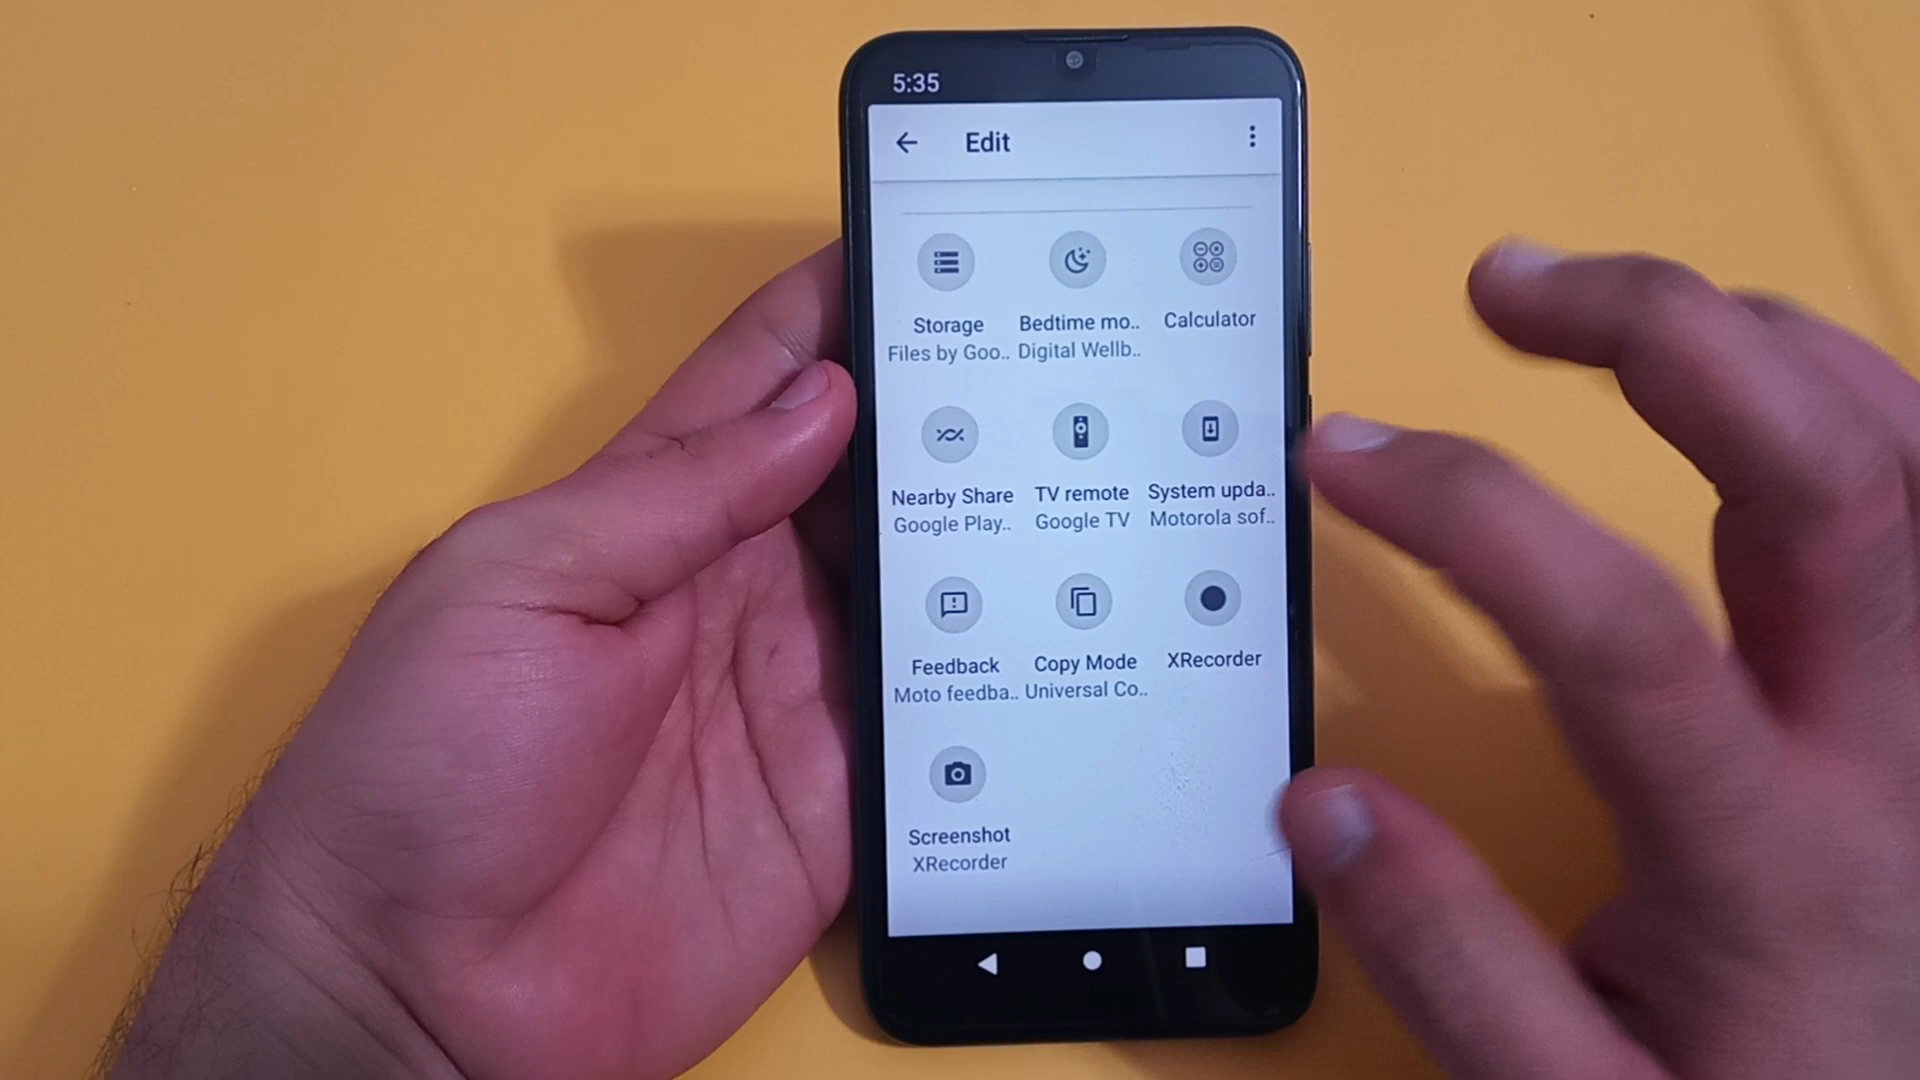 5:35
Edit
Storage
Files by Goo..
Bedtime mo..
Digital Wellb..
Calculator
Nearby Share
Google Play..
TV remote
Google TV
System upda..
Motorola sof..
Feedback
Moto feedba..
Copy Mode
Universal Co..
XRecorder
Screenshot
XRecorder